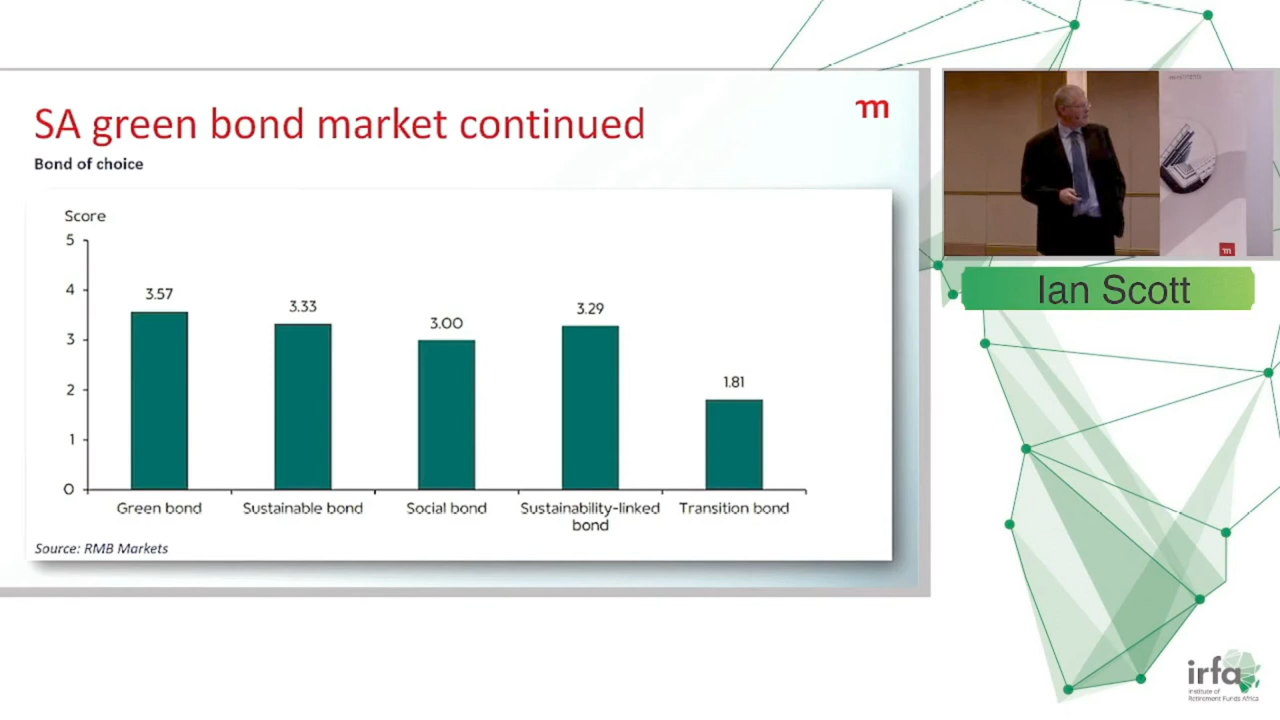 SA green bond market continued
m
Bond of choice
Score
5
4
3
2
1
0
3.57
3.33
3.00
3.29
1.81
Green bond
Sustainable bond
Social bond
Sustainability-linked
bond
Transition bond
Source: RMB Markets
m
Ian Scott
irfa
Institute of
Retirement Funds Africa